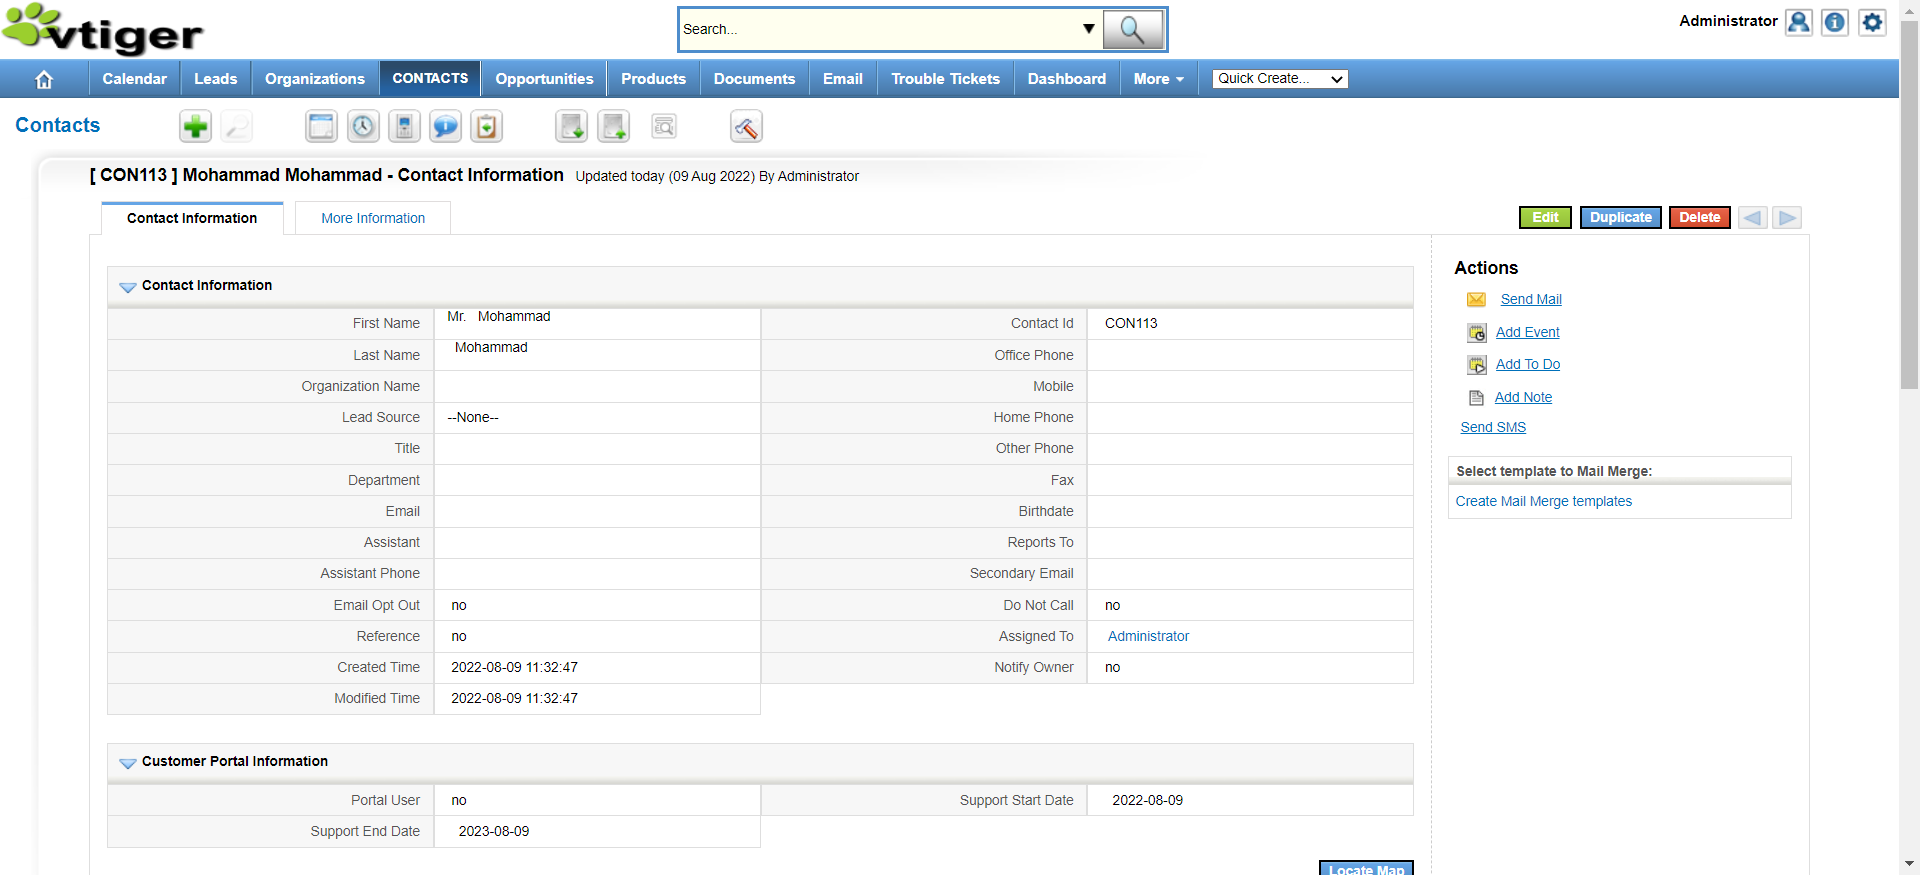 vtiger
Search...
Administrator
Calendar
Leads
Organizations
CONTACTS
Opportunities
Products
Documents
Email
Trouble Tickets
Dashboard
More
Quick Create...
Contacts
[ CON113 ] Mohammad Mohammad - Contact Information Updated today (09 Aug 2022) By Administrator
Contact Information
More Information
Edit
Duplicate
Delete
Contact Information
First Name Mr. Mohammad Contact Id CON113
Last Name Mohammad Office Phone
Organization Name Mobile
Lead Source --None-- Home Phone
Title Other Phone
Department Fax
Email Birthdate
Assistant Reports To
Assistant Phone Secondary Email
Email Opt Out no Do Not Call no
Reference no Assigned To Administrator
Created Time 2022-08-09 11:32:47 Notify Owner no
Modified Time 2022-08-09 11:32:47
Customer Portal Information
Portal User no Support Start Date 2022-08-09
Support End Date 2023-08-09
Locate Map
Actions
Send Mail
Add Event
Add To Do
Add Note
Send SMS
Select template to Mail Merge:
Create Mail Merge templates